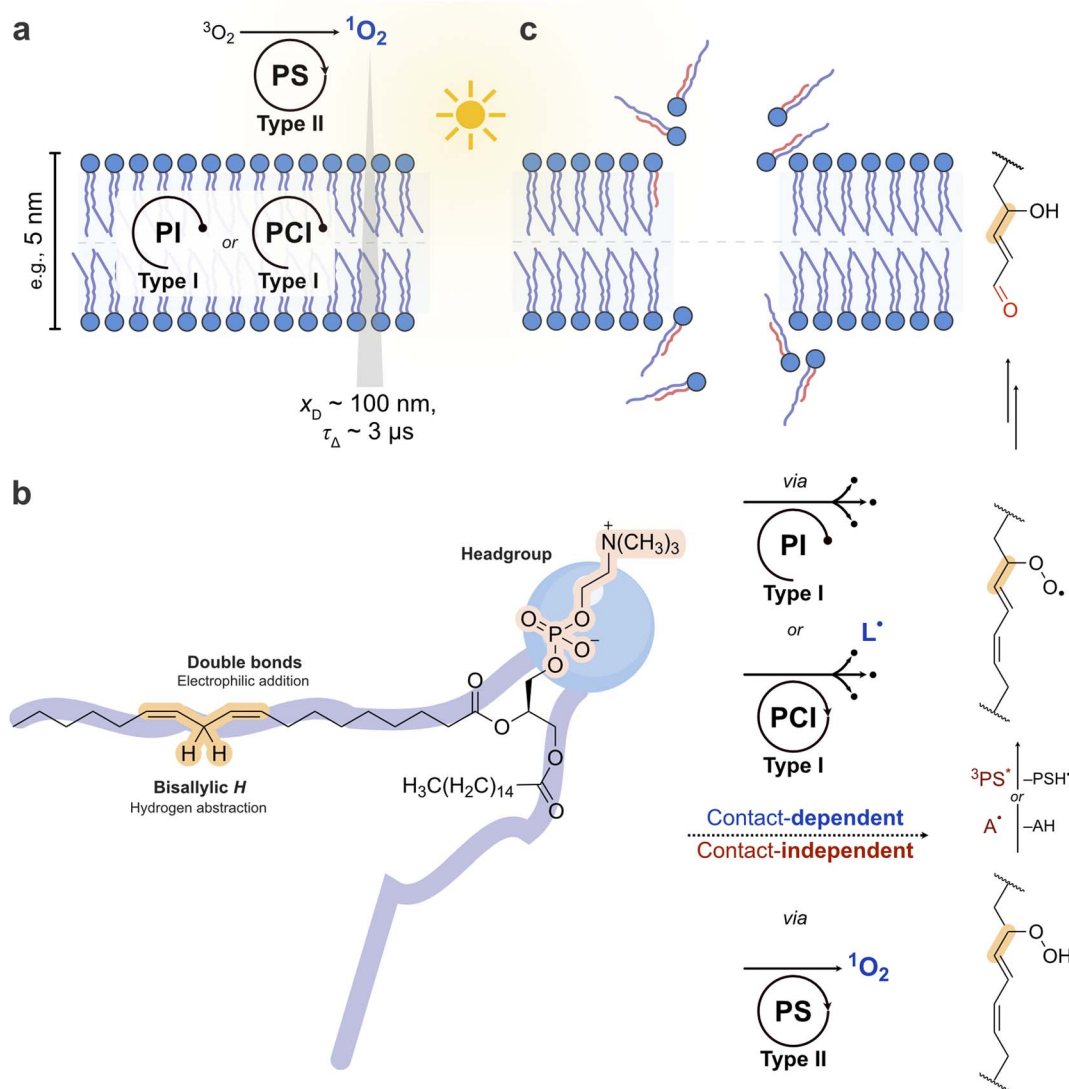 a
³O₂
¹O₂
PS
Type II
e.g., 5 nm
PI
or
PCI
Type I
Type I
x_D ~ 100 nm,
τ_Δ ~ 3 µs
c
OH
O
b
Headgroup
+
N(CH₃)₃
O
O
P
O⁻
O
Double bonds
Electrophilic addition
O
O
H
H
O
Bisallylic H
Hydrogen abstraction
H₃C(H₂C)₁₄
O
via
PI
Type I
or
L•
PCI
Type I
Contact-dependent
Contact-independent
via
¹O₂
PS
Type II
O
O•
³PS*
–PSH•
or
A•
–AH
O
OH